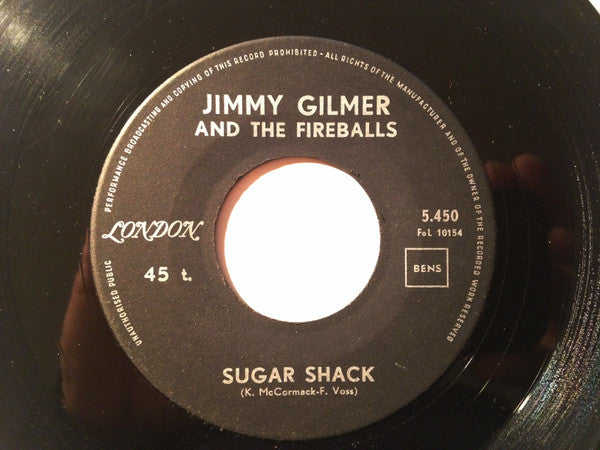 UNAUTHORISED PUBLIC PERFORMANCE BROADCASTING AND COPYING OF THIS RECORD PROHIBITED - ALL RIGHTS OF THE MANUFACTURER AND OF THE OWNER OF THE RECORDED WORK RESERVED
JIMMY GILMER
AND THE FIREBALLS
LONDON
5.450
FoL 10154
45 t.
BENS
SUGAR SHACK
(K. McCormack-F. Voss)